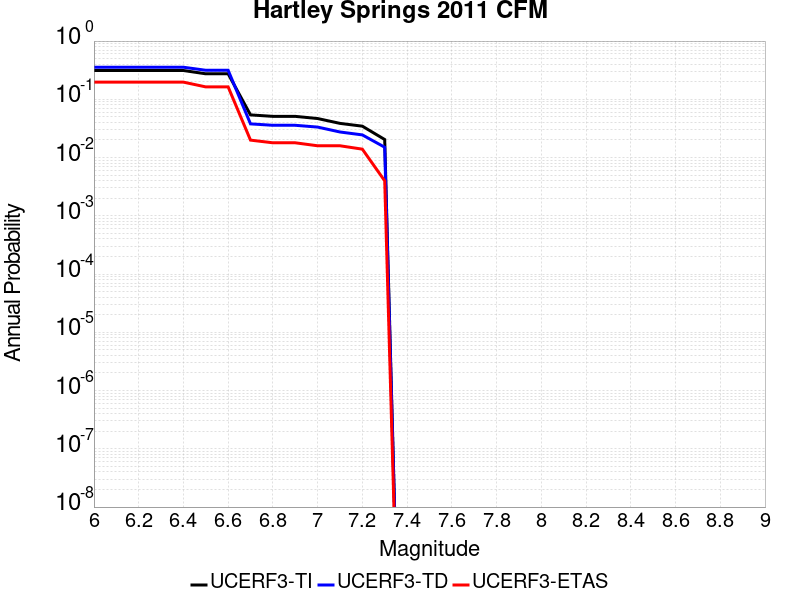 Hartley Springs 2011 CFM
Annual Probability
10^0
10^-1
10^-2
10^-3
10^-4
10^-5
10^-6
10^-7
10^-8
6 6.2 6.4 6.6 6.8 7 7.2 7.4 7.6 7.8 8 8.2 8.4 8.6 8.8 9
Magnitude
UCERF3-TI UCERF3-TD UCERF3-ETAS